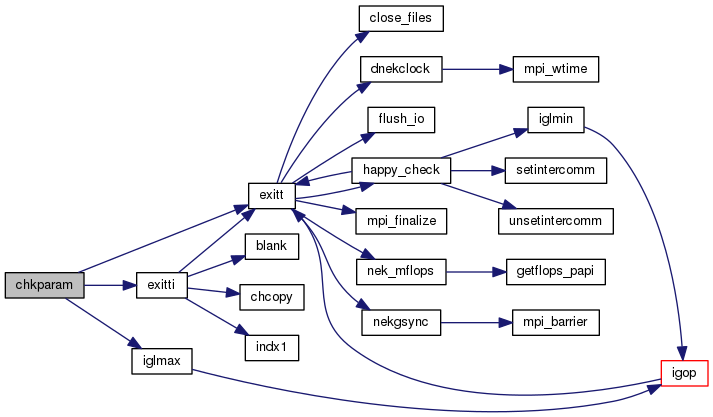 close_files
dnekclock
mpi_wtime
flush_io
iglmin
happy_check
setintercomm
exitt
mpi_finalize
unsetintercomm
blank
nek_mflops
getflops_papi
chkparam
exitti
chcopy
nekgsync
mpi_barrier
indx1
iglmax
igop